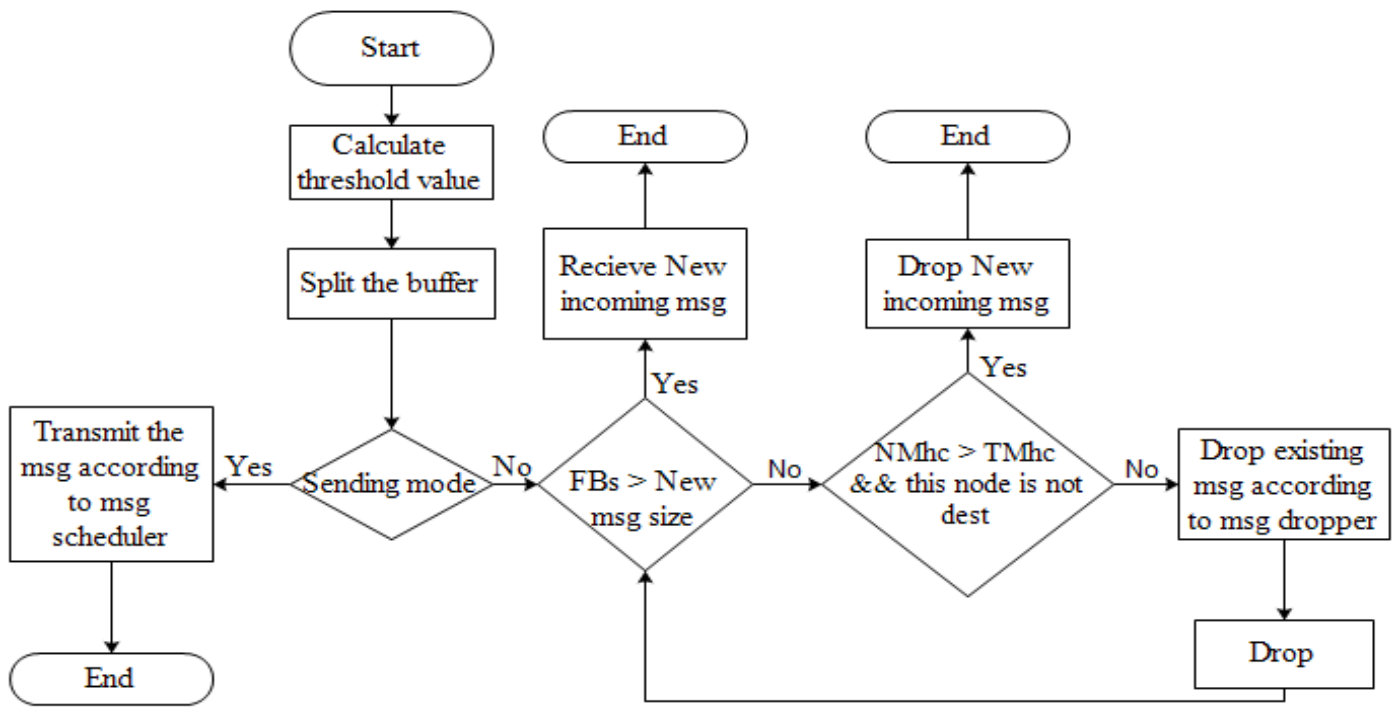 Start
Calculate
threshold value
Split the buffer
Sending mode
Yes
Transmit the
msg according
to msg
scheduler
End
No
FBs > New
msg size
Yes
Recieve New
incoming msg
End
No
NMhc > TMhc
&& this node is not
dest
Yes
Drop New
incoming msg
End
No
Drop existing
msg according
to msg dropper
Drop